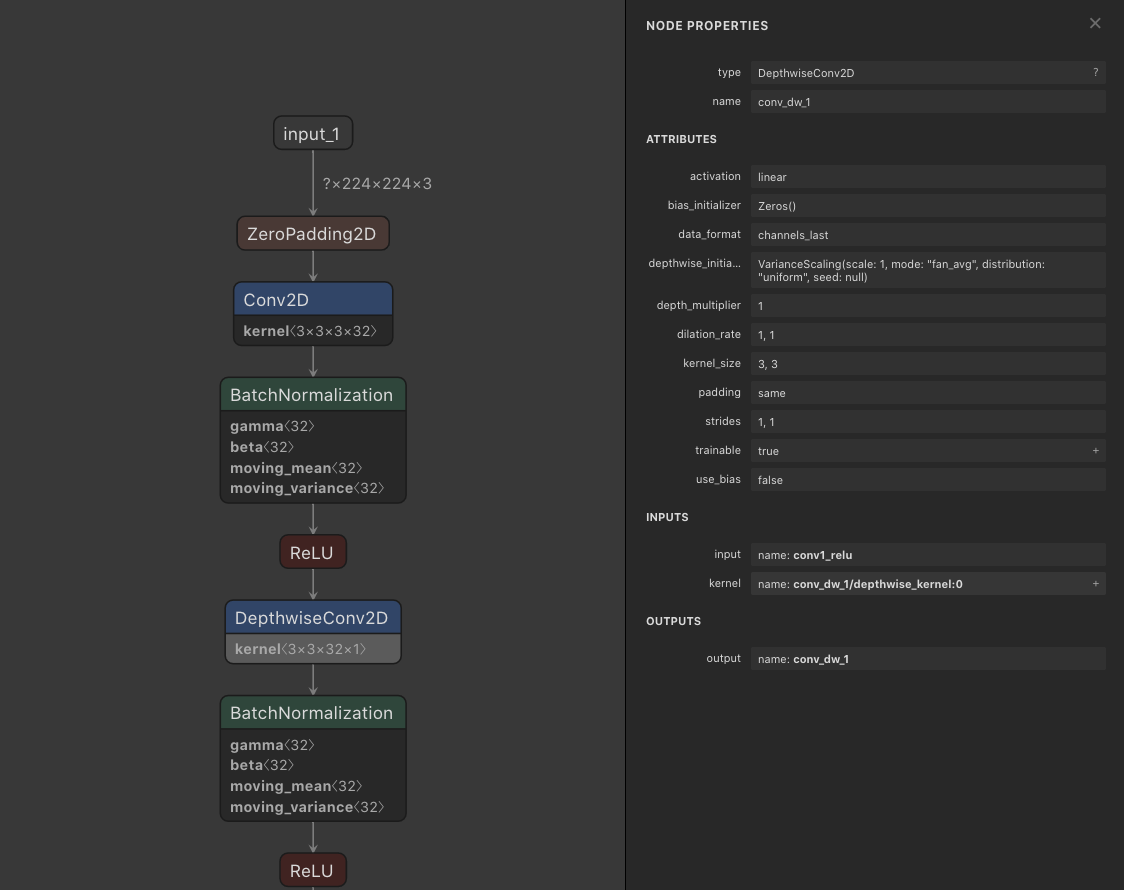 input_1
?×224×224×3
ZeroPadding2D
Conv2D
kernel〈3×3×3×32〉
BatchNormalization
gamma〈32〉
beta〈32〉
moving_mean〈32〉
moving_variance〈32〉
ReLU
DepthwiseConv2D
kernel〈3×3×32×1〉
BatchNormalization
gamma〈32〉
beta〈32〉
moving_mean〈32〉
moving_variance〈32〉
ReLU
NODE PROPERTIES ×
type DepthwiseConv2D ?
name conv_dw_1
ATTRIBUTES
activation linear
bias_initializer Zeros()
data_format channels_last
depthwise_initia... VarianceScaling(scale: 1, mode: "fan_avg", distribution:
"uniform", seed: null)
depth_multiplier 1
dilation_rate 1, 1
kernel_size 3, 3
padding same
strides 1, 1
trainable true +
use_bias false
INPUTS
input name: conv1_relu
kernel name: conv_dw_1/depthwise_kernel:0 +
OUTPUTS
output name: conv_dw_1